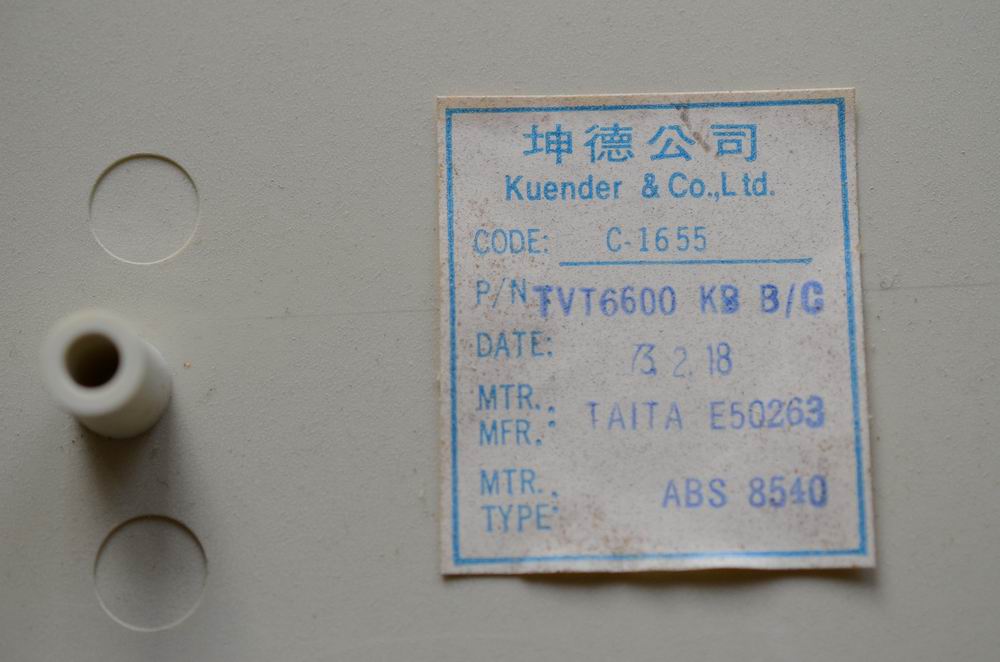 坤德公司
Kuender & Co.,Ltd.
CODE: C-1655
P/N TVT6600 KB B/C
DATE: 73 2 18
MTR. MFR.: TAITA E50263
MTR. TYPE: ABS 8540